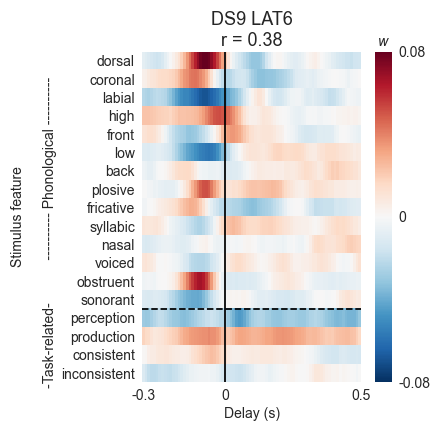 DS9 LAT6
r = 0.38
w
Stimulus feature
---------- Phonological ----------
-Task-related-
dorsal
coronal
labial
high
front
low
back
plosive
fricative
syllabic
nasal
voiced
obstruent
sonorant
perception
production
consistent
inconsistent
0.08
0
-0.08
-0.3
0
0.5
Delay (s)